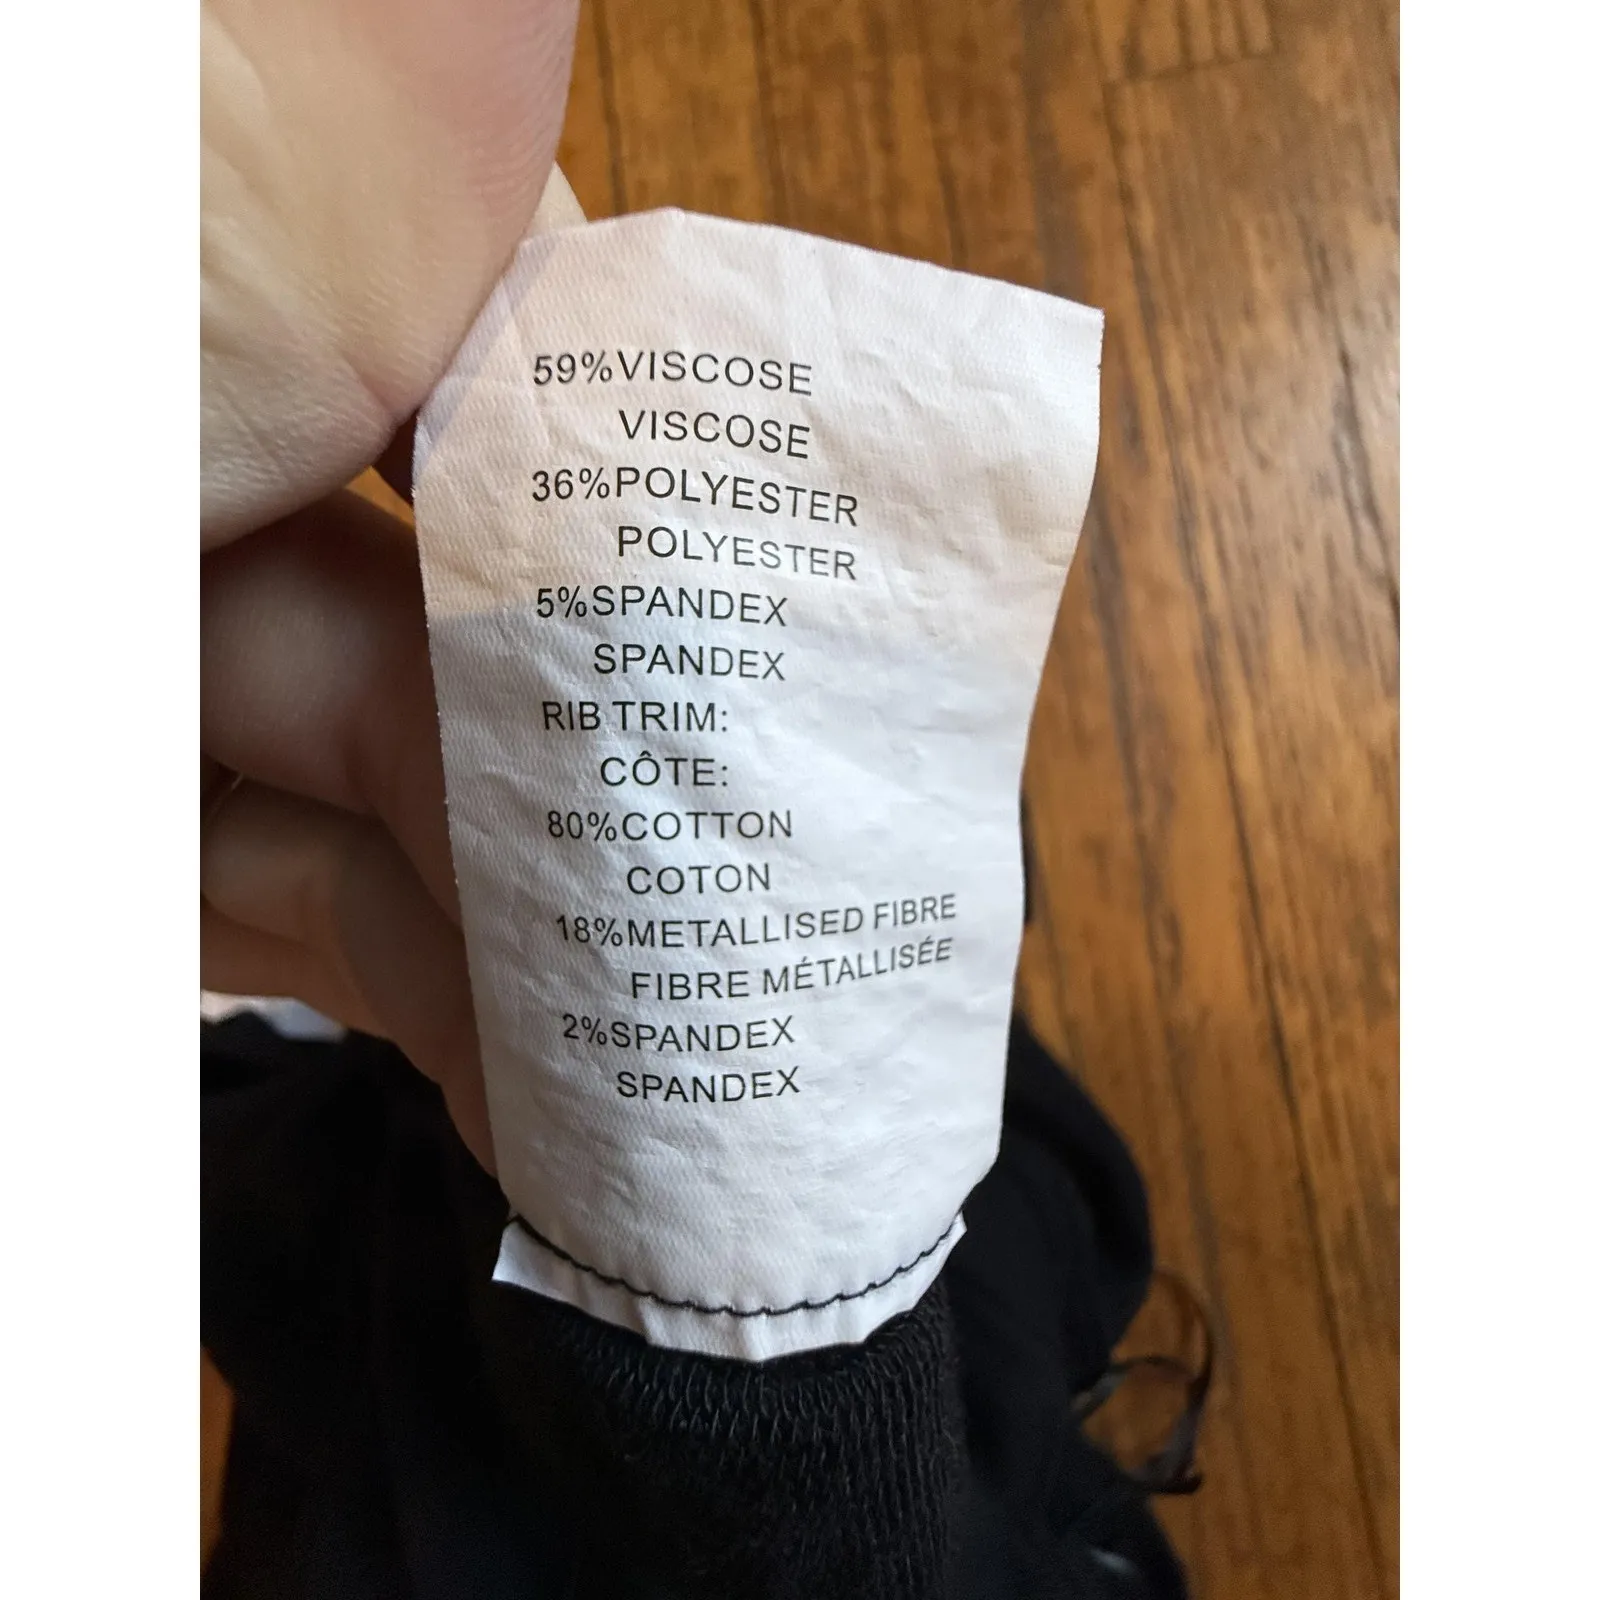 59%VISCOSE
VISCOSE
36%POLYESTER
POLYESTER
5%SPANDEX
SPANDEX
RIB TRIM:
CÔTE:
80%COTTON
COTON
18%METALLISED FIBRE
FIBRE MÉTALLISÉE
2%SPANDEX
SPANDEX